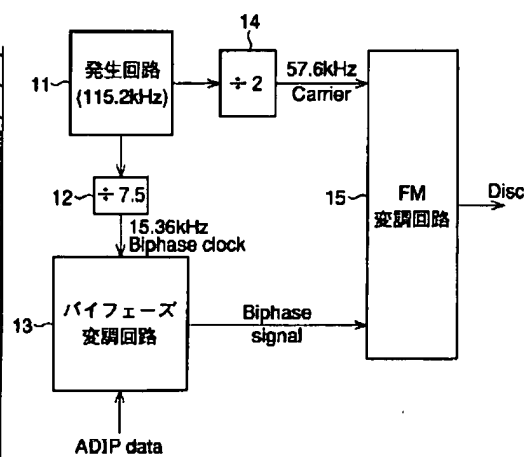 14
発生回路
(115.2kHz)
11
÷2
57.6kHz
Carrier
12
÷7.5
15.36kHz
Biphase clock
15
FM
変調回路
Disc
13
バイフェーズ
変調回路
Biphase
signal
ADIP data